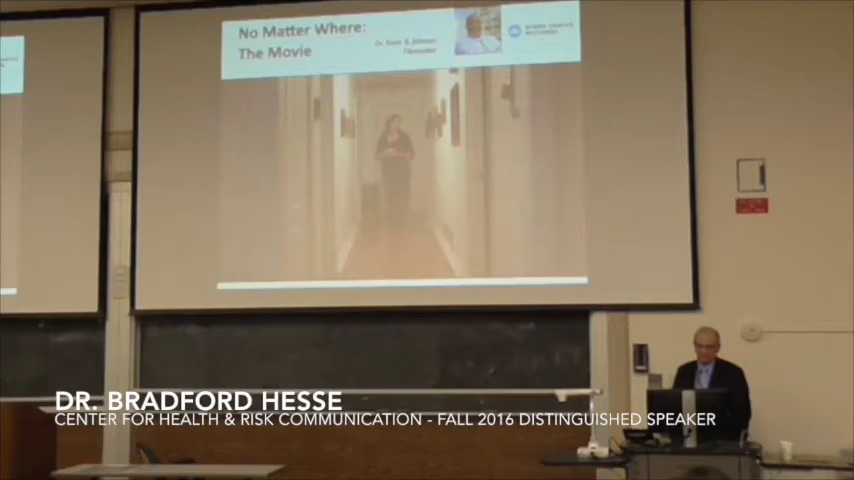 No Matter Where:
The Movie
DR. BRADFORD HESSE
CENTER FOR HEALTH & RISK COMMUNICATION - FALL 2016 DISTINGUISHED SPEAKER